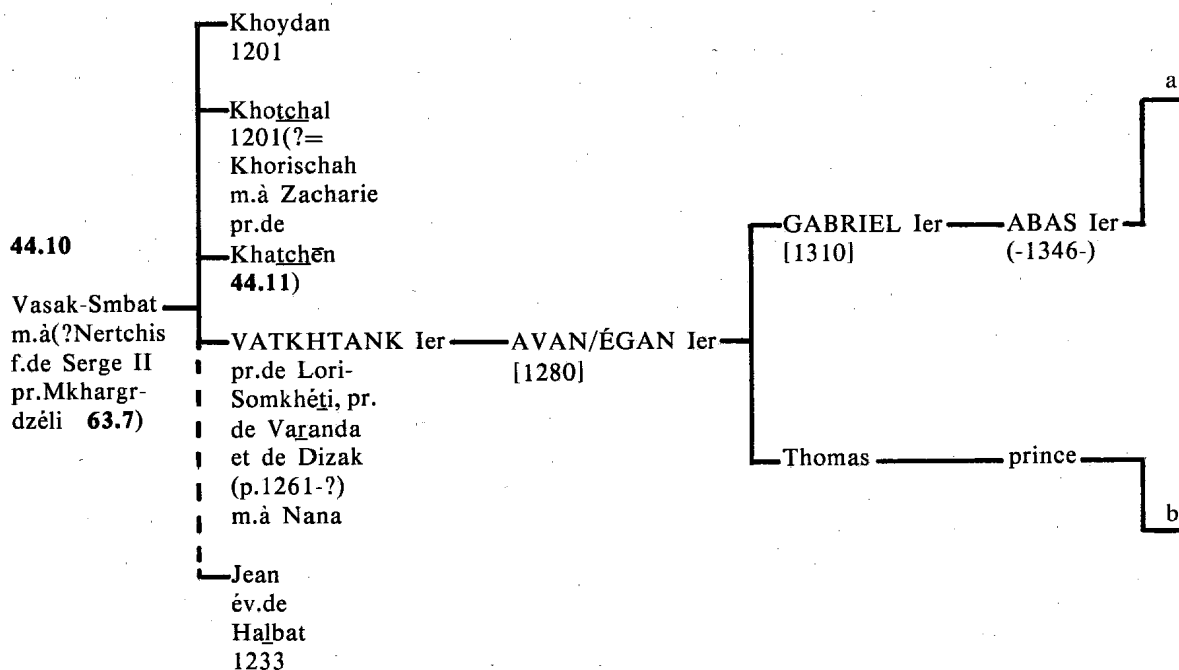 Khoydan
1201
a
Khotchal
1201(?=
Khorischah
m.à Zacharie
pr.de
Khatchēn
44.11)
44.10
Vasak-Smbat
m.à(?Nertchis
f.de Serge II
pr.Mkhargr-
dzéli 63.7)
VATKHTANK Ier
pr.de Lori-
Somkhéti, pr.
de Varanda
et de Dizak
(p.1261-?)
m.à Nana
Jean
év.de
Halbat
1233
AVAN/ÉGAN Ier
[1280]
GABRIEL Ier
[1310]
ABAS Ier
(-1346-)
Thomas
prince
b